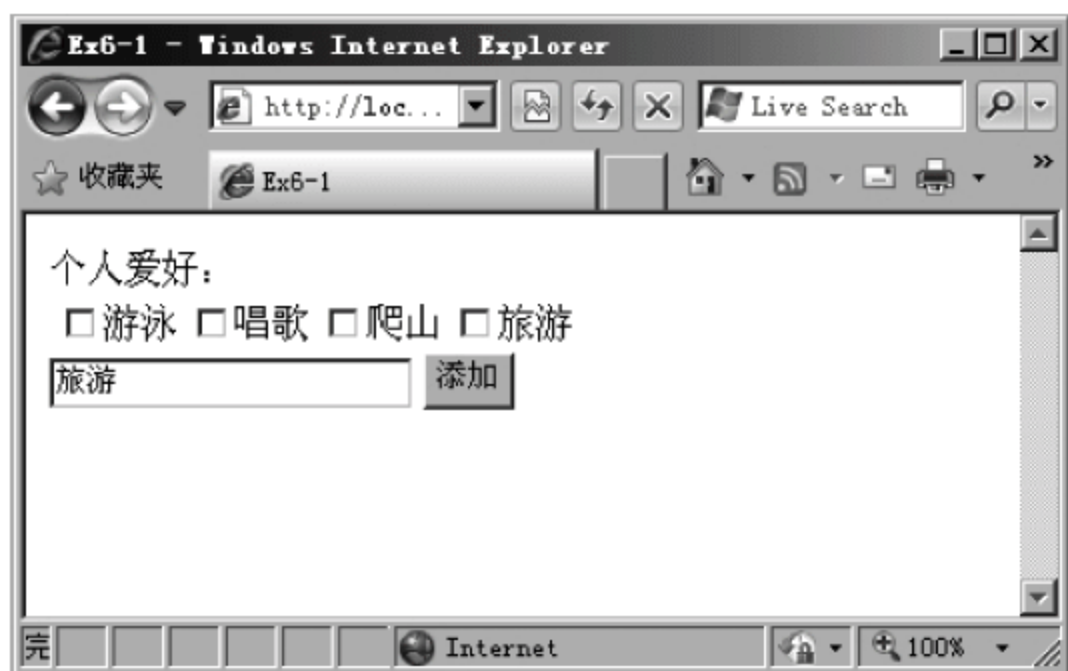 Ex6-1 - Windows Internet Explorer
http://loc... Live Search
收藏夹 Ex6-1 »
个人爱好：
游泳 唱歌 爬山 旅游
旅游 添加
完 Internet 100%